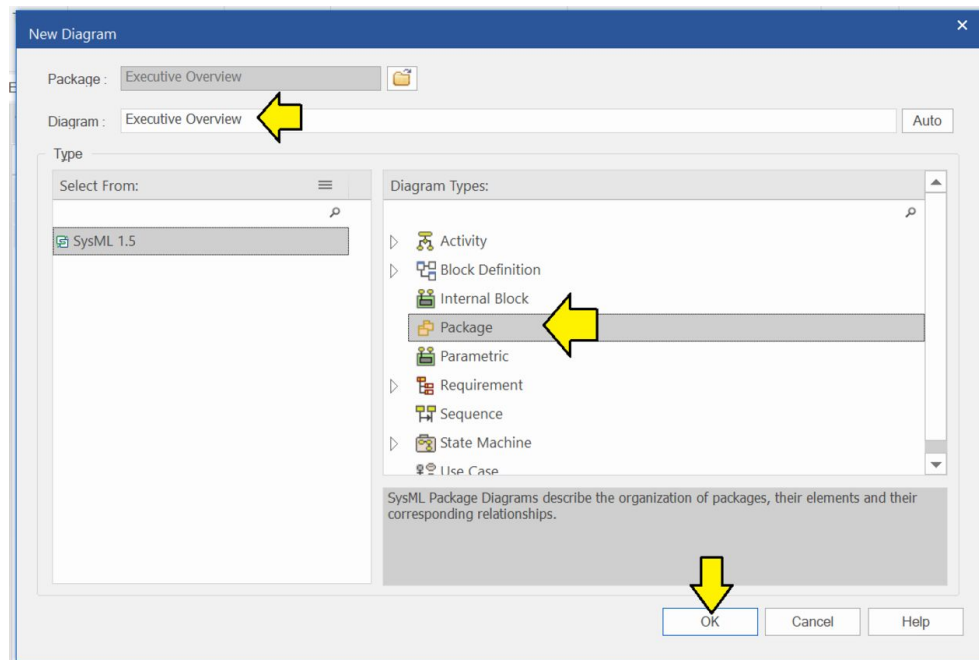 New Diagram
Package :
Executive Overview
Diagram :
Executive Overview
Auto
Type
Select From:
SysML 1.5
Diagram Types:
Activity
Block Definition
Internal Block
Package
Parametric
Requirement
Sequence
State Machine
Use Case
SysML Package Diagrams describe the organization of packages, their elements and their
corresponding relationships.
OK
Cancel
Help